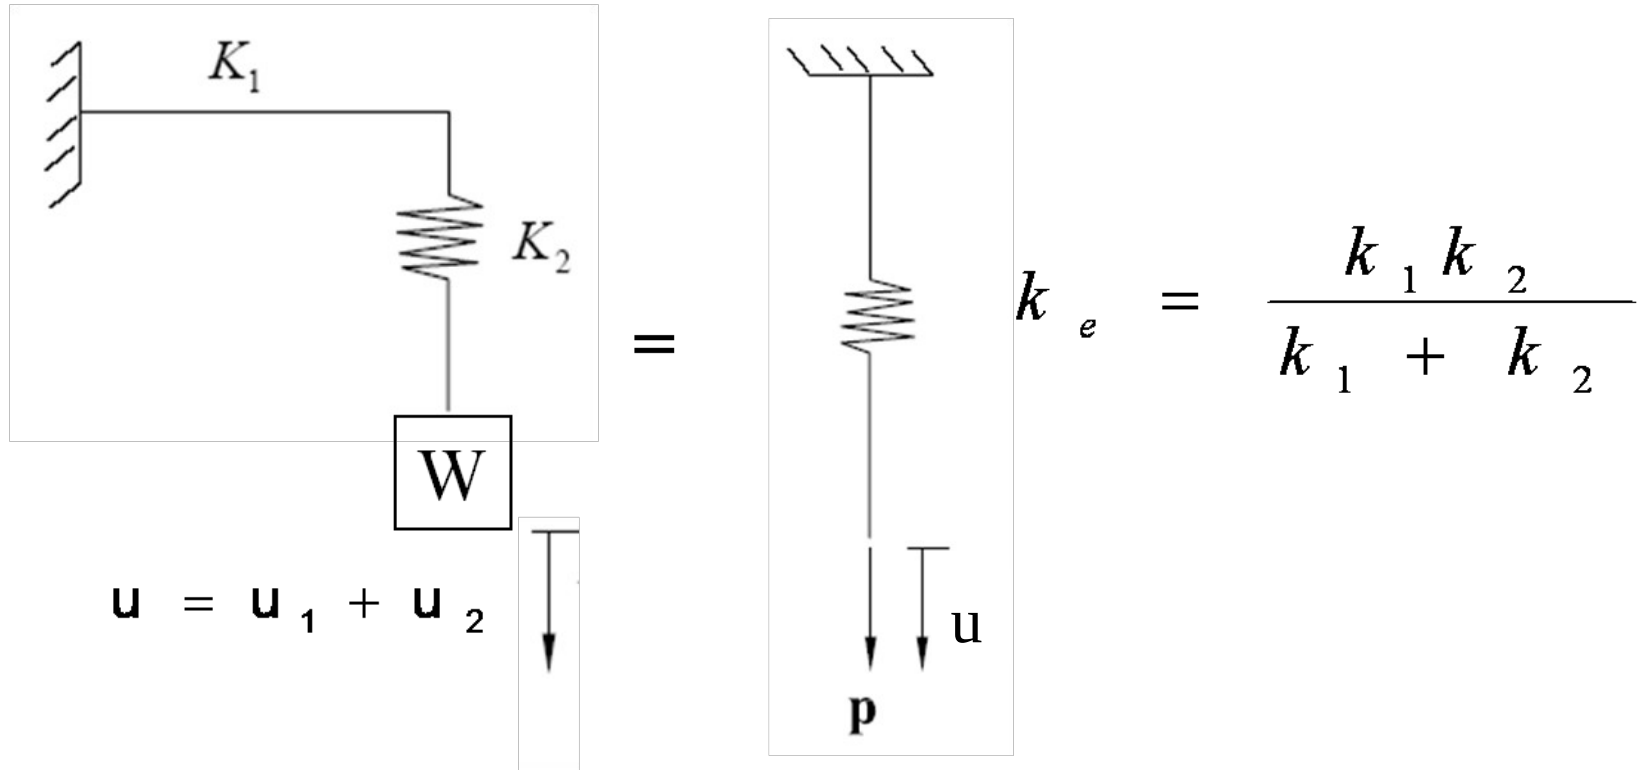 K₁
K₂
W
u = u₁ + u₂
=
p
u
kₑ = k₁k₂ / k₁ + k₂